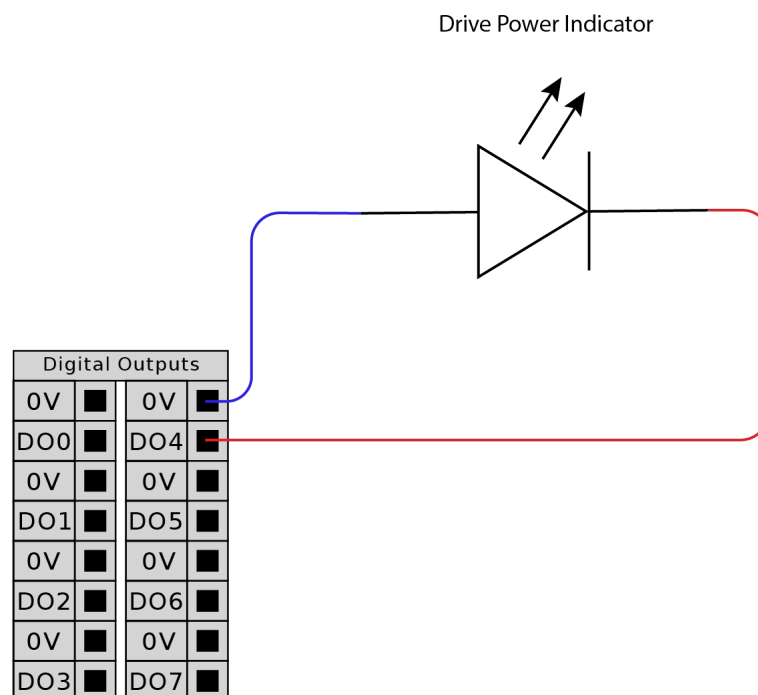 Drive Power Indicator
Digital Outputs
0V 0V
DO0 DO4
0V 0V
DO1 DO5
0V 0V
DO2 DO6
0V 0V
DO3 DO7